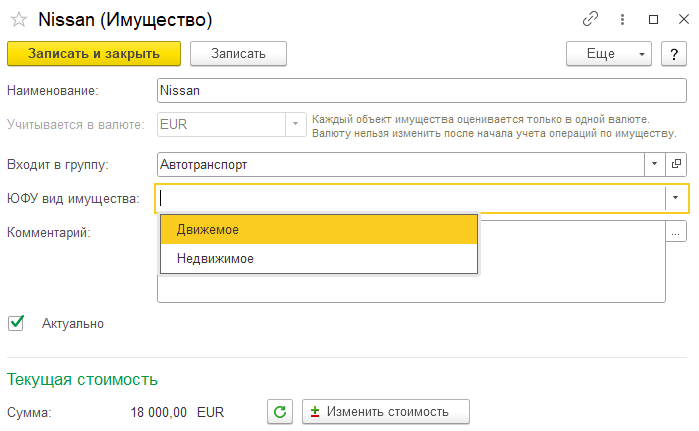 Nissan (Имущество)
Записать и закрыть
Записать
Еще
?
Наименование:
Nissan
Учитывается в валюте:
EUR
Каждый объект имущества оценивается только в одной валюте.
Валюту нельзя изменить после начала учета операций по имуществу.
Входит в группу:
Автотранспорт
ЮФУ вид имущества:
Движемое
Недвижимое
Комментарий:
...
Актуально
Текущая стоимость
Сумма:
18 000,00 EUR
Изменить стоимость